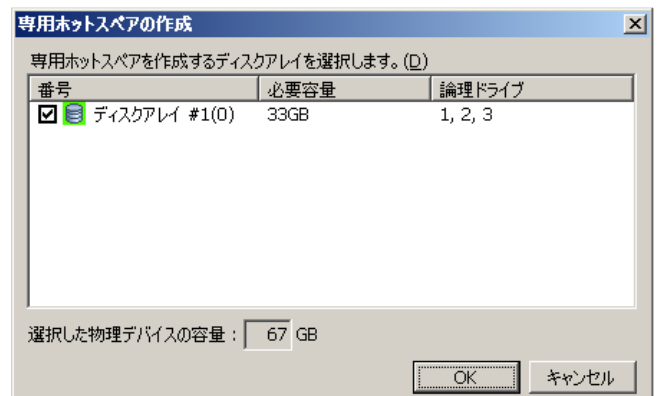 専用ホットスペアの作成
専用ホットスペアを作成するディスクアレイを選択します。(D)
番号 必要容量 論理ドライブ
ディスクアレイ #1(0) 33GB 1, 2, 3
選択した物理デバイスの容量： 67 GB
OK キャンセル